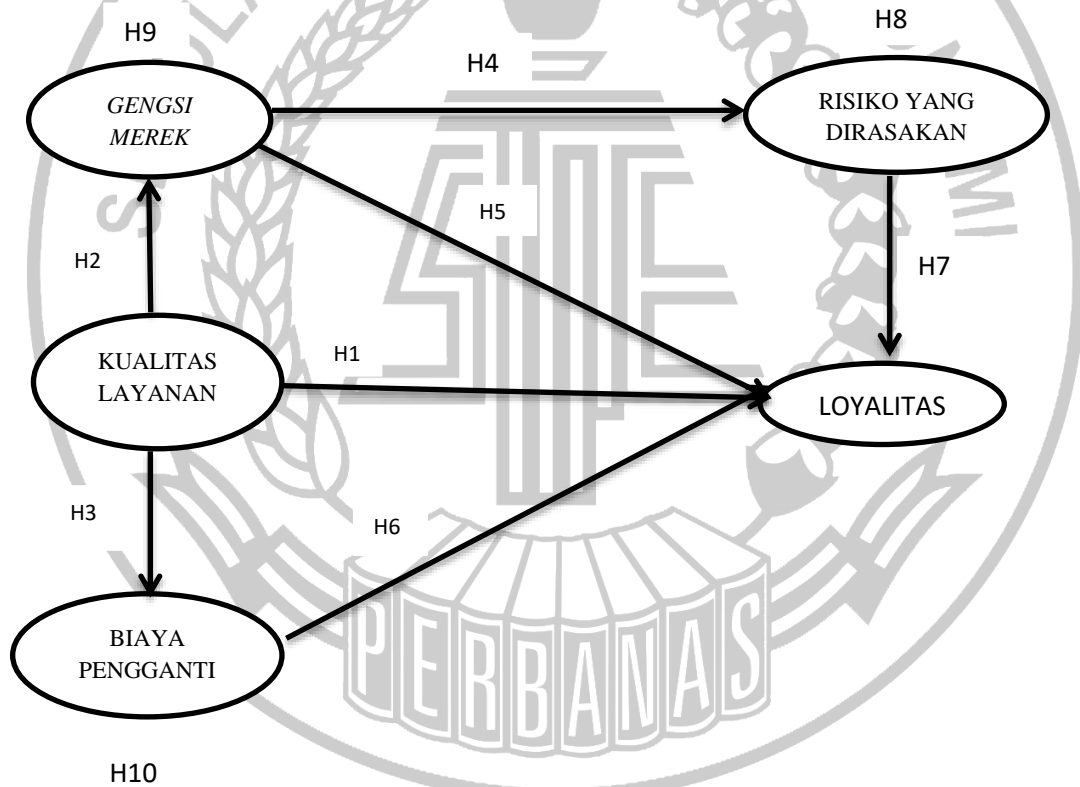 H9
H8
H4
GENGSI
MEREK
RISIKO YANG
DIRASAKAN
H5
H2
H7
H1
KUALITAS
LAYANAN
LOYALITAS
H3
H6
BIAYA
PENGGANTI
PERBANAS
H10